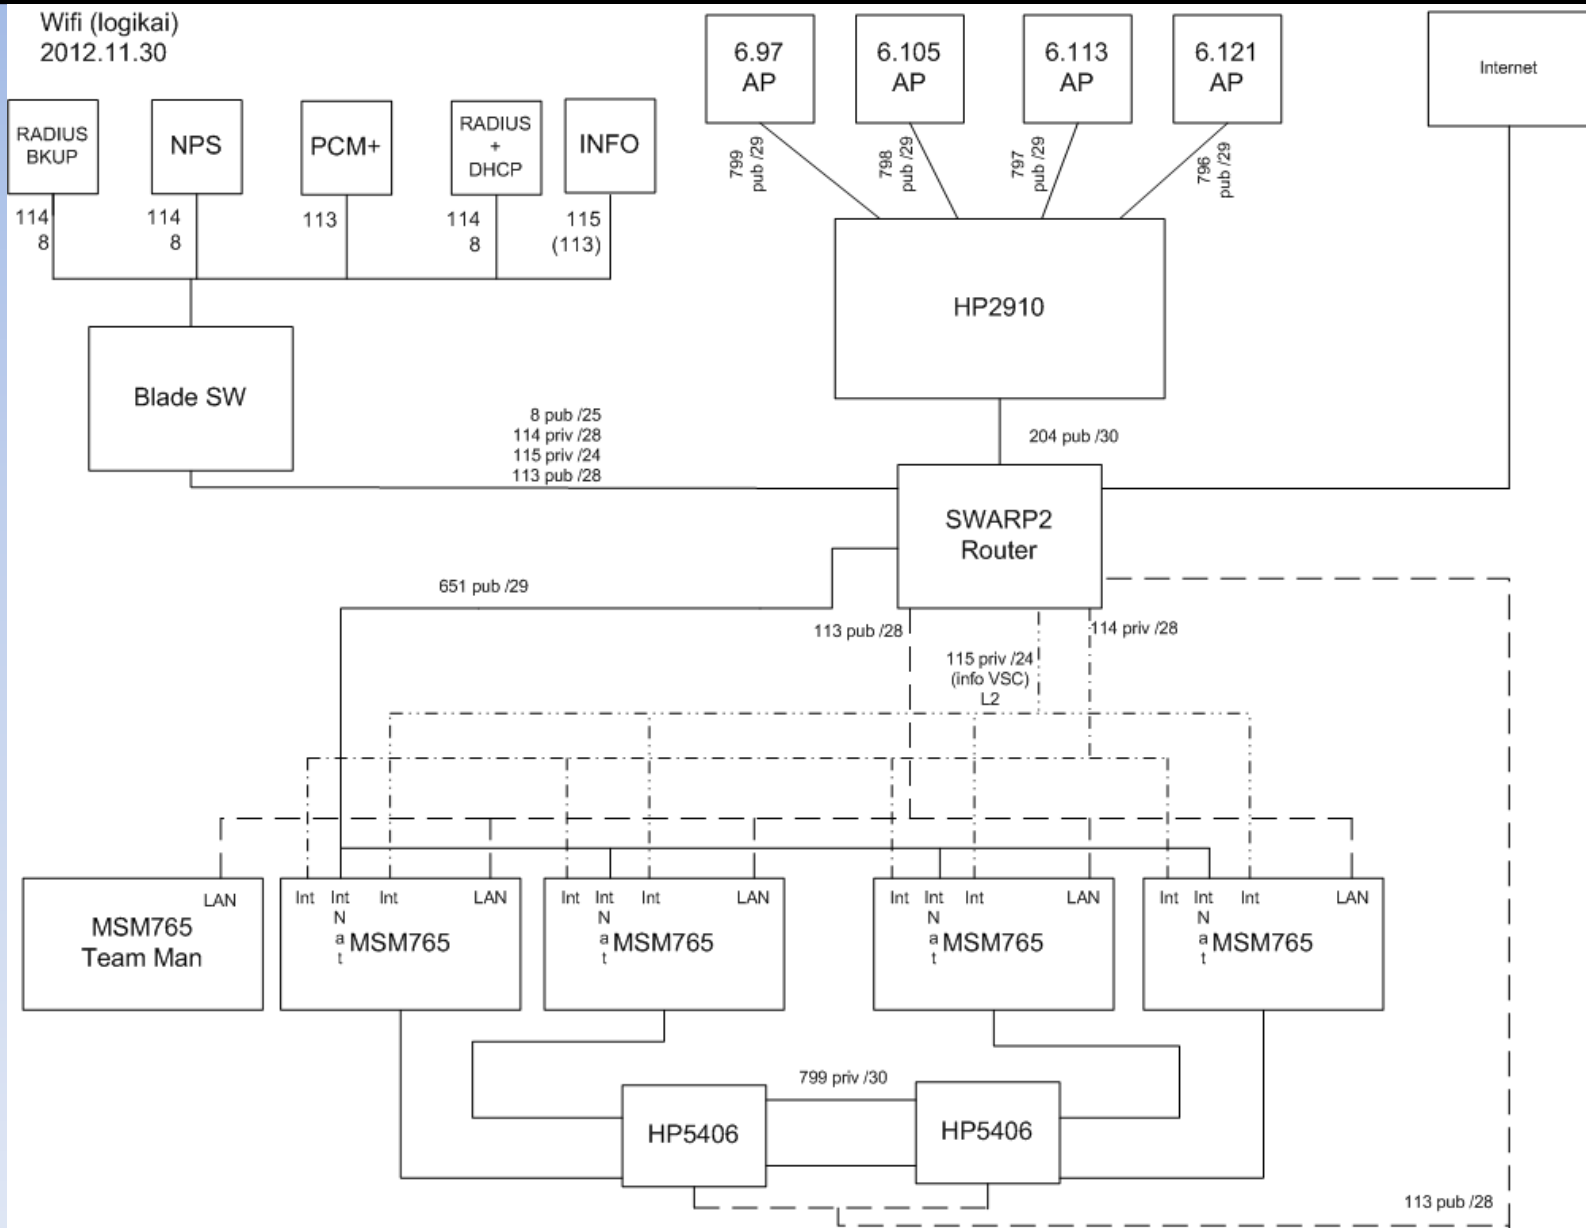 Wifi (logikai)
2012.11.30
6.97
AP
6.105
AP
6.113
AP
6.121
AP
Internet
RADIUS
BKUP
NPS
PCM+
RADIUS
+
DHCP
INFO
799
pub /29
798
pub /29
797
pub /29
796
pub /29
114
8
114
8
113
114
8
115
(113)
HP2910
Blade SW
8 pub /25
114 priv /28
115 priv /24
113 pub /28
204 pub /30
SWARP2
Router
651 pub /29
113 pub /28
115 priv /24
(info VSC)
L2
114 priv /28
LAN
MSM765
Team Man
Int Int Int LAN
N
a
t
MSM765
Int Int Int LAN
N
a
t
MSM765
Int Int Int LAN
N
a
t
MSM765
Int Int Int LAN
N
a
t
MSM765
799 priv /30
HP5406
HP5406
113 pub /28